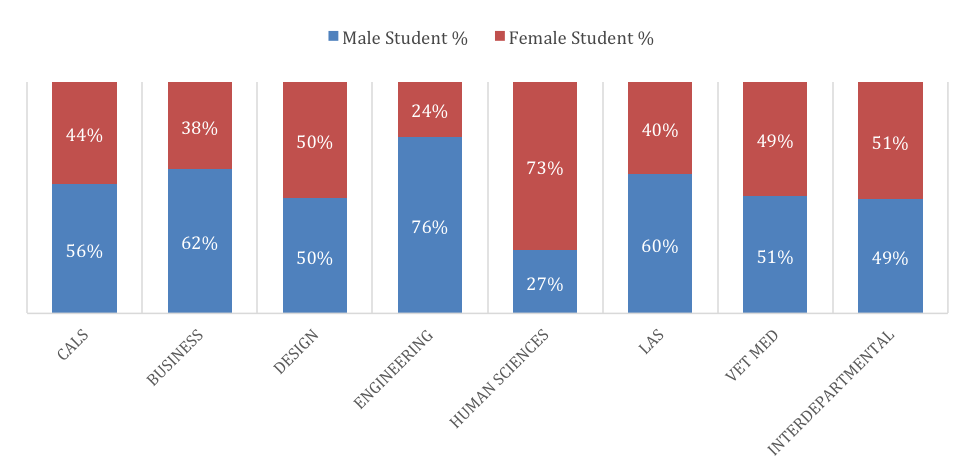 Male Student % Female Student %
44% 38% 50% 24% 73% 40% 49% 51%
56% 62% 50% 76% 27% 60% 51% 49%
CALS BUSINESS DESIGN ENGINEERING HUMAN SCIENCES LAS VET MED INTERDEPARTMENTAL